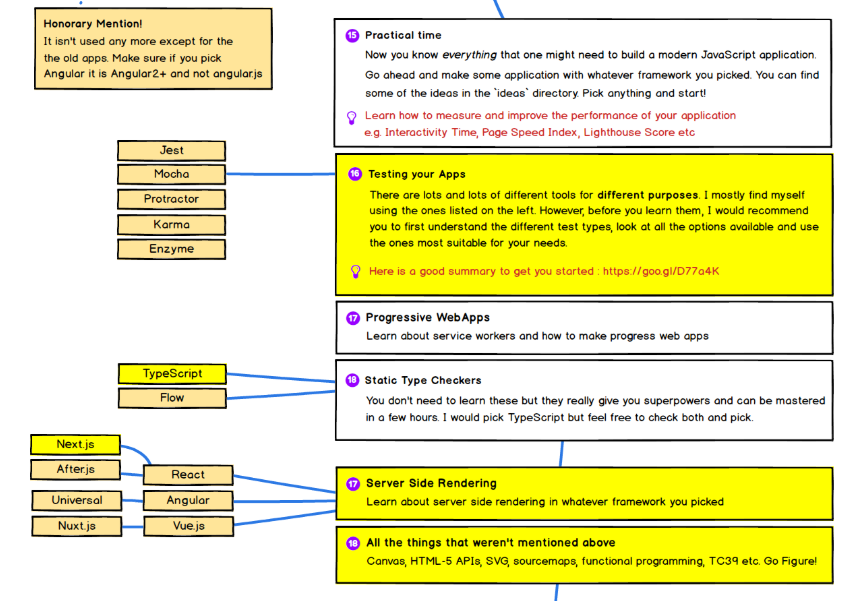 Honorary Mention!
It isn't used any more except for the
the old apps. Make sure if you pick
Angular it is Angular2+ and not angular.js
15 Practical time
Now you know everything that one might need to build a modern JavaScript application.
Go ahead and make some application with whatever framework you picked. You can find
some of the ideas in the `ideas` directory. Pick anything and start!
Learn how to measure and improve the performance of your application
e.g. Interactivity Time, Page Speed Index, Lighthouse Score etc
Jest
Mocha
Protractor
Karma
Enzyme
16 Testing your Apps
There are lots and lots of different tools for different purposes. I mostly find myself
using the ones listed on the left. However, before you learn them, I would recommend
you to first understand the different test types, look at all the options available and use
the ones most suitable for your needs.
Here is a good summary to get you started : https://goo.gl/D77a4K
17 Progressive WebApps
Learn about service workers and how to make progress web apps
TypeScript
Flow
18 Static Type Checkers
You don't need to learn these but they really give you superpowers and can be mastered
in a few hours. I would pick TypeScript but feel free to check both and pick.
Next.js
After.js
React
Universal
Angular
Nuxt.js
Vue.js
17 Server Side Rendering
Learn about server side rendering in whatever framework you picked
18 All the things that weren't mentioned above
Canvas, HTML-5 APIs, SVG, sourcemaps, functional programming, TC39 etc. Go Figure!